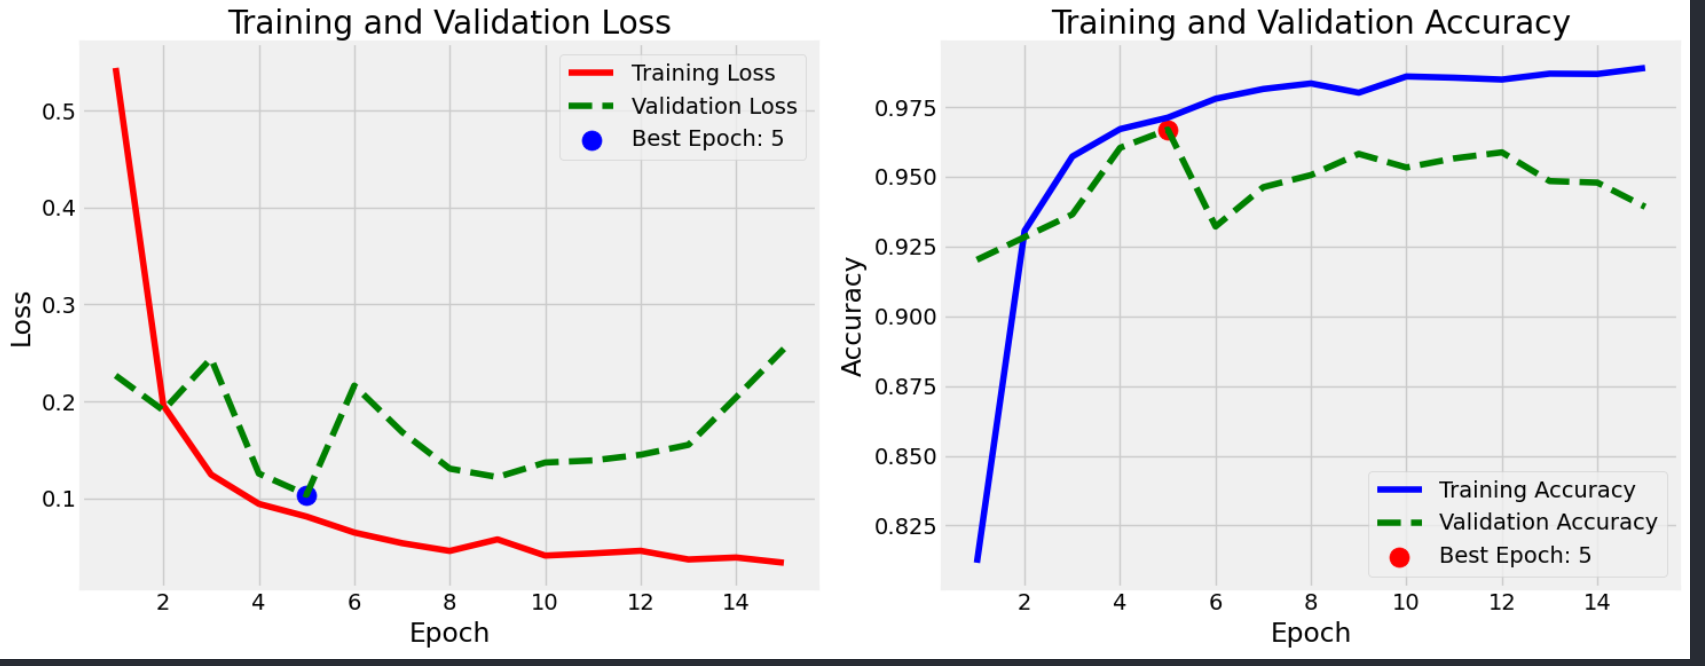 Training and Validation Loss
Training Loss
Validation Loss
Best Epoch: 5
Loss
0.5
0.4
0.3
0.2
0.1
2 4 6 8 10 12 14
Epoch
Training and Validation Accuracy
Accuracy
0.975
0.950
0.925
0.900
0.875
0.850
0.825
Training Accuracy
Validation Accuracy
Best Epoch: 5
2 4 6 8 10 12 14
Epoch